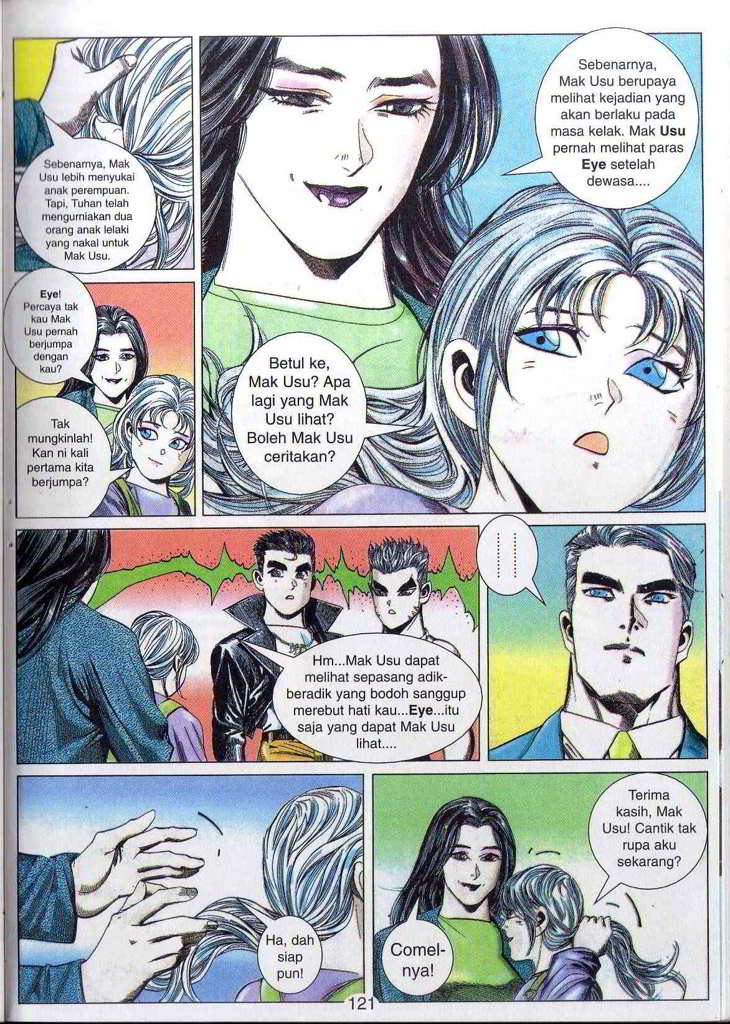 Sebenarnya, Mak
Usu lebih menyukai
anak perempuan.
Tapi, Tuhan telah
mengurniakan dua
orang anak lelaki
yang nakal untuk
Mak Usu.
Eye!
Percaya tak
kau Mak
Usu pernah
berjumpa
dengan
kau?
Tak
mungkinlah!
Kan ni kali
pertama kita
berjumpa?
Sebenarnya,
Mak Usu berupaya
melihat kejadian yang
akan berlaku pada
masa kelak. Mak Usu
pernah melihat paras
Eye setelah
dewasa....
Betul ke,
Mak Usu? Apa
lagi yang Mak
Usu lihat?
Boleh Mak Usu
ceritakan?
Hm...Mak Usu dapat
melihat sepasang adik-
beradik yang bodoh sanggup
merebut hati kau...Eye...itu
saja yang dapat Mak Usu
lihat....
Ha, dah
siap
pun!
Terima
kasih, Mak
Usu! Cantik tak
rupa aku
sekarang?
Comel-
nya!
121